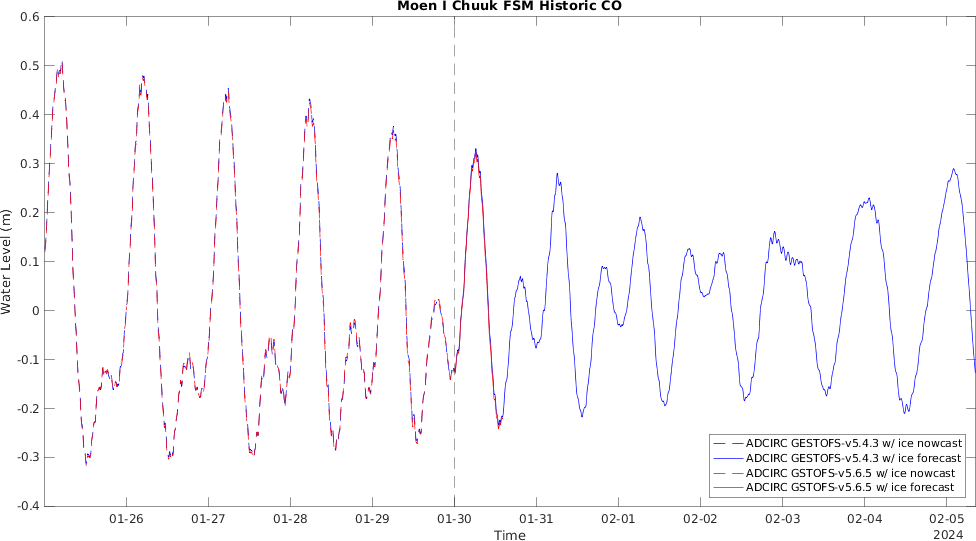 Moen I Chuuk FSM Historic CO
0.6
0.5
0.4
0.3
0.2
0.1
0
-0.1
-0.2
-0.3
-0.4
Water Level (m)
01-26 01-27 01-28 01-29 01-30 01-31 02-01 02-02 02-03 02-04 02-05
2024
Time
ADCIRC GESTOFS-v5.4.3 w/ ice nowcast
ADCIRC GESTOFS-v5.4.3 w/ ice forecast
ADCIRC GSTOFS-v5.6.5 w/ ice nowcast
ADCIRC GSTOFS-v5.6.5 w/ ice forecast